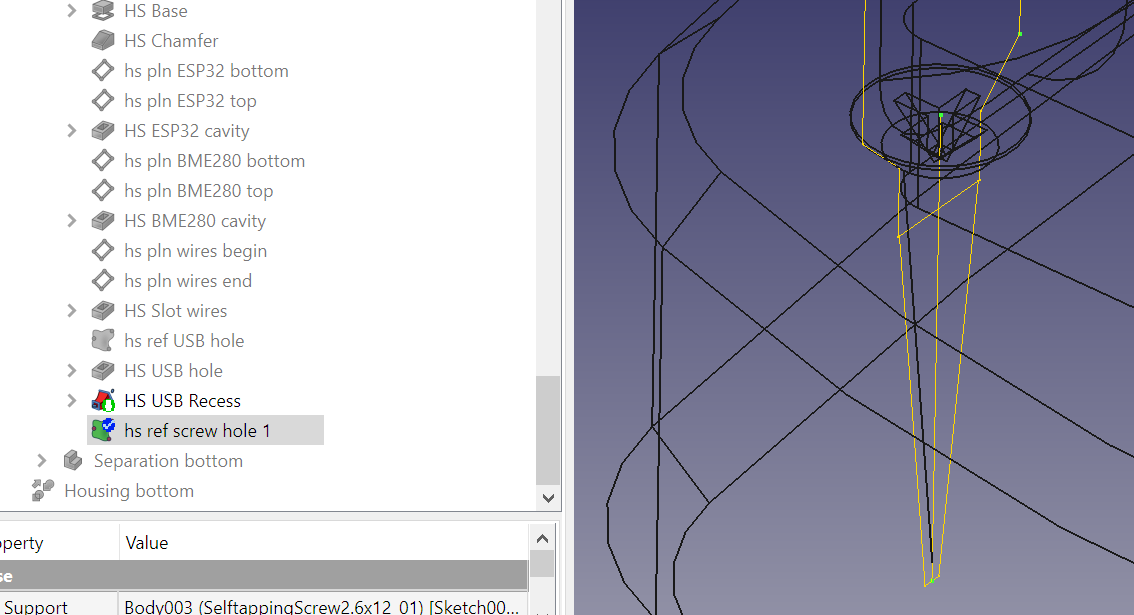 HS Base
HS Chamfer
hs pln ESP32 bottom
hs pln ESP32 top
HS ESP32 cavity
hs pln BME280 bottom
hs pln BME280 top
HS BME280 cavity
hs pln wires begin
hs pln wires end
HS Slot wires
hs ref USB hole
HS USB hole
HS USB Recess
hs ref screw hole 1
Separation bottom
Housing bottom
operty Value
se
Support Body003 (SelftappingScrew2.6x12_01) [Sketch00...